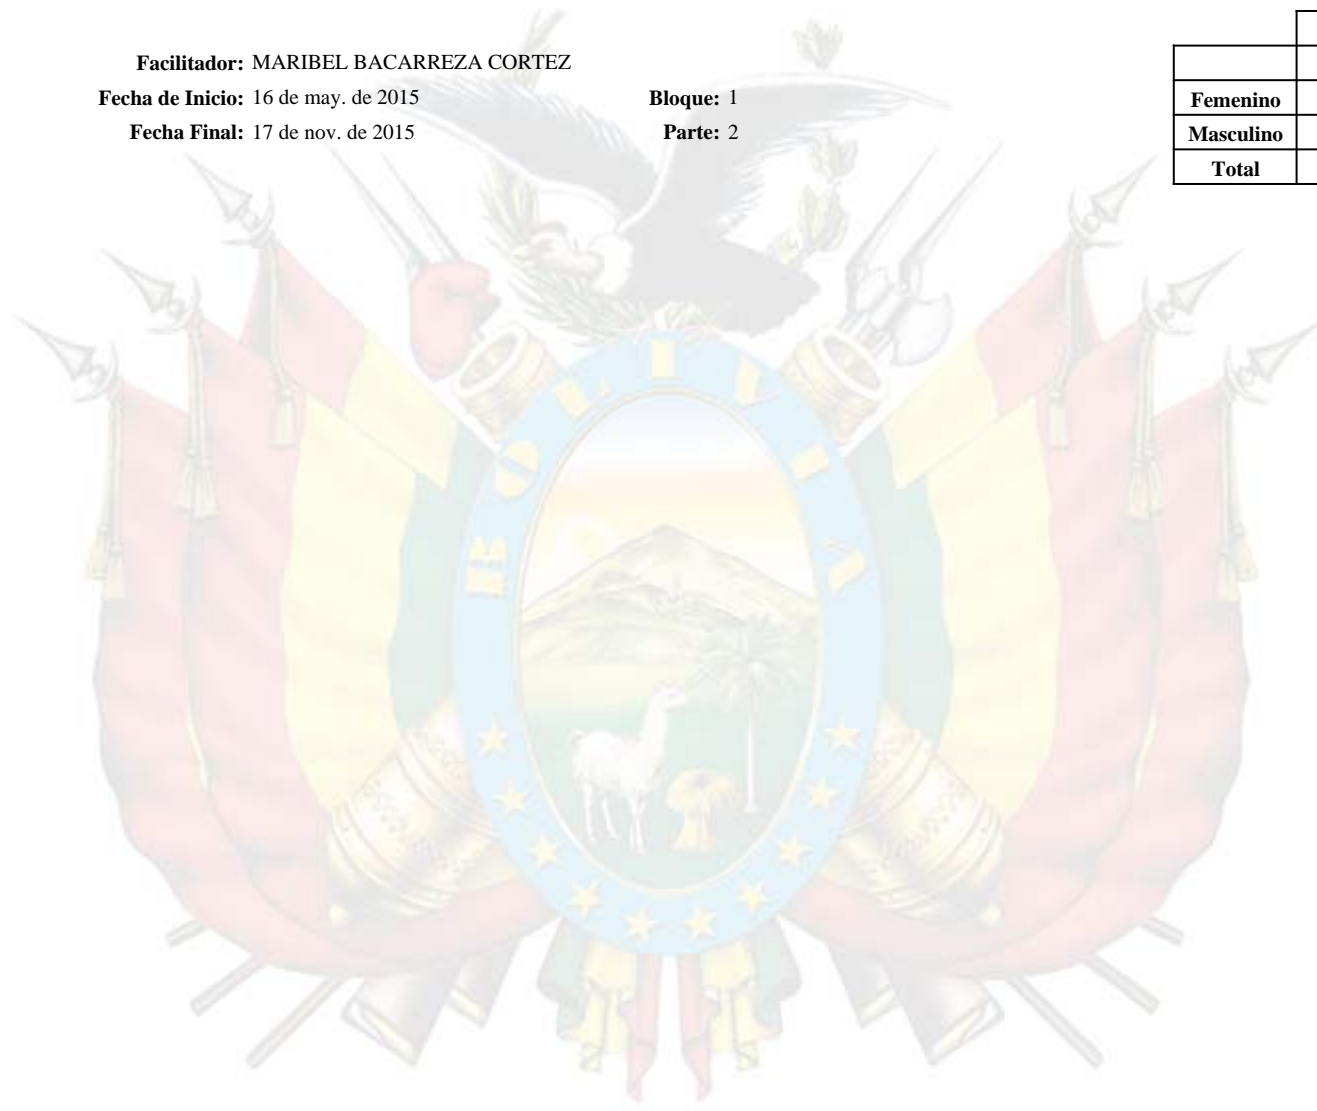 Facilitador: MARIBEL BACARREZA CORTEZ
Fecha de Inicio: 16 de may. de 2015 Bloque: 1
Fecha Final: 17 de nov. de 2015 Parte: 2
Femenino
Masculino
Total
BOLIVIA